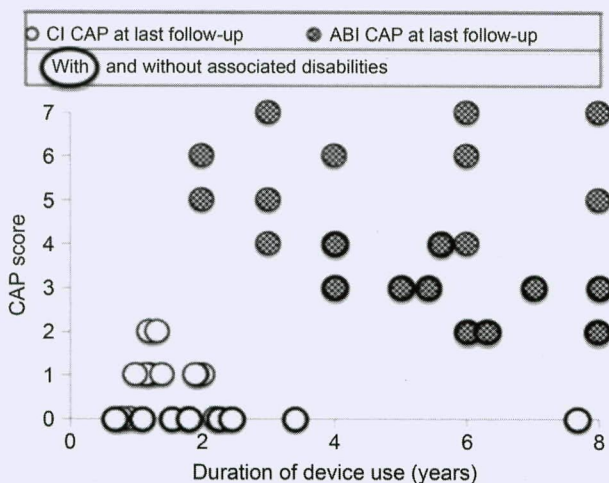 CI CAP at last follow-up ABI CAP at last follow-up
With and without associated disabilities
7
6
5
4
3
2
1
0
CAP score
0 2 4 6 8
Duration of device use (years)